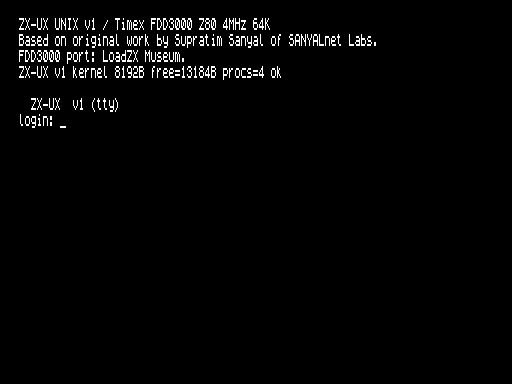 ZX-UX UNIX v1 / Timex FDD3000 Z80 4MHz 64K
Based on original work by Supratim Sanyal of SANYALnet Labs.
FDD3000 port: LoadZX Museum.
ZX-UX v1 kernel 8192B free=13184B procs=4 ok
ZX-UX  v1 (tty)
login: _